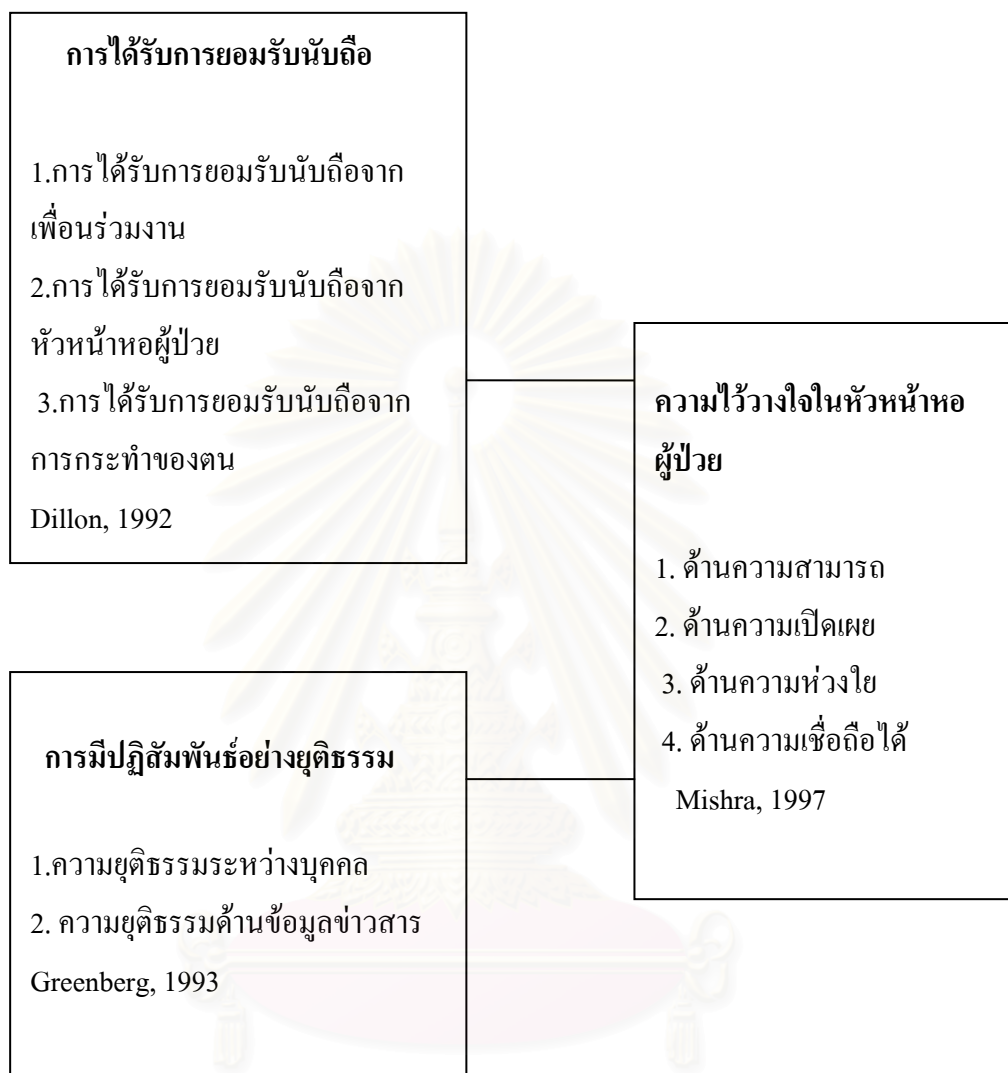 การได้รับการยอมรับนับถือ
1.การได้รับการยอมรับนับถือจาก
เพื่อนร่วมงาน
2.การได้รับการยอมรับนับถือจาก
หัวหน้าหอผู้ป่วย
3.การได้รับการยอมรับนับถือจาก
การกระทำของตน
Dillon, 1992
การมีปฏิสัมพันธ์อย่างยุติธรรม
1.ความยุติธรรมระหว่างบุคคล
2. ความยุติธรรมด้านข้อมูลข่าวสาร
Greenberg, 1993
ความไว้วางใจในหัวหน้าหอ
ผู้ป่วย
1. ด้านความสามารถ
2. ด้านความเปิดเผย
3. ด้านความห่วงใย
4. ด้านความเชื่อถือได้
Mishra, 1997